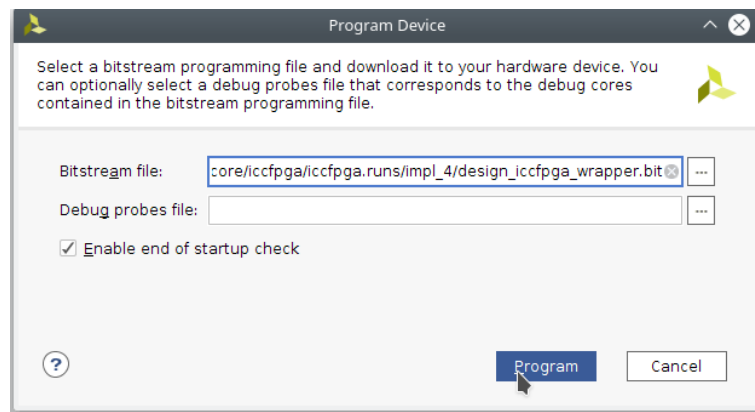 Program Device
Select a bitstream programming file and download it to your hardware device. You
can optionally select a debug probes file that corresponds to the debug cores
contained in the bitstream programming file.
Bitstream file: core/iccfpga/iccfpga.runs/impl_4/design_iccfpga_wrapper.bit ...
Debug probes file: ...
Enable end of startup check
? Program Cancel